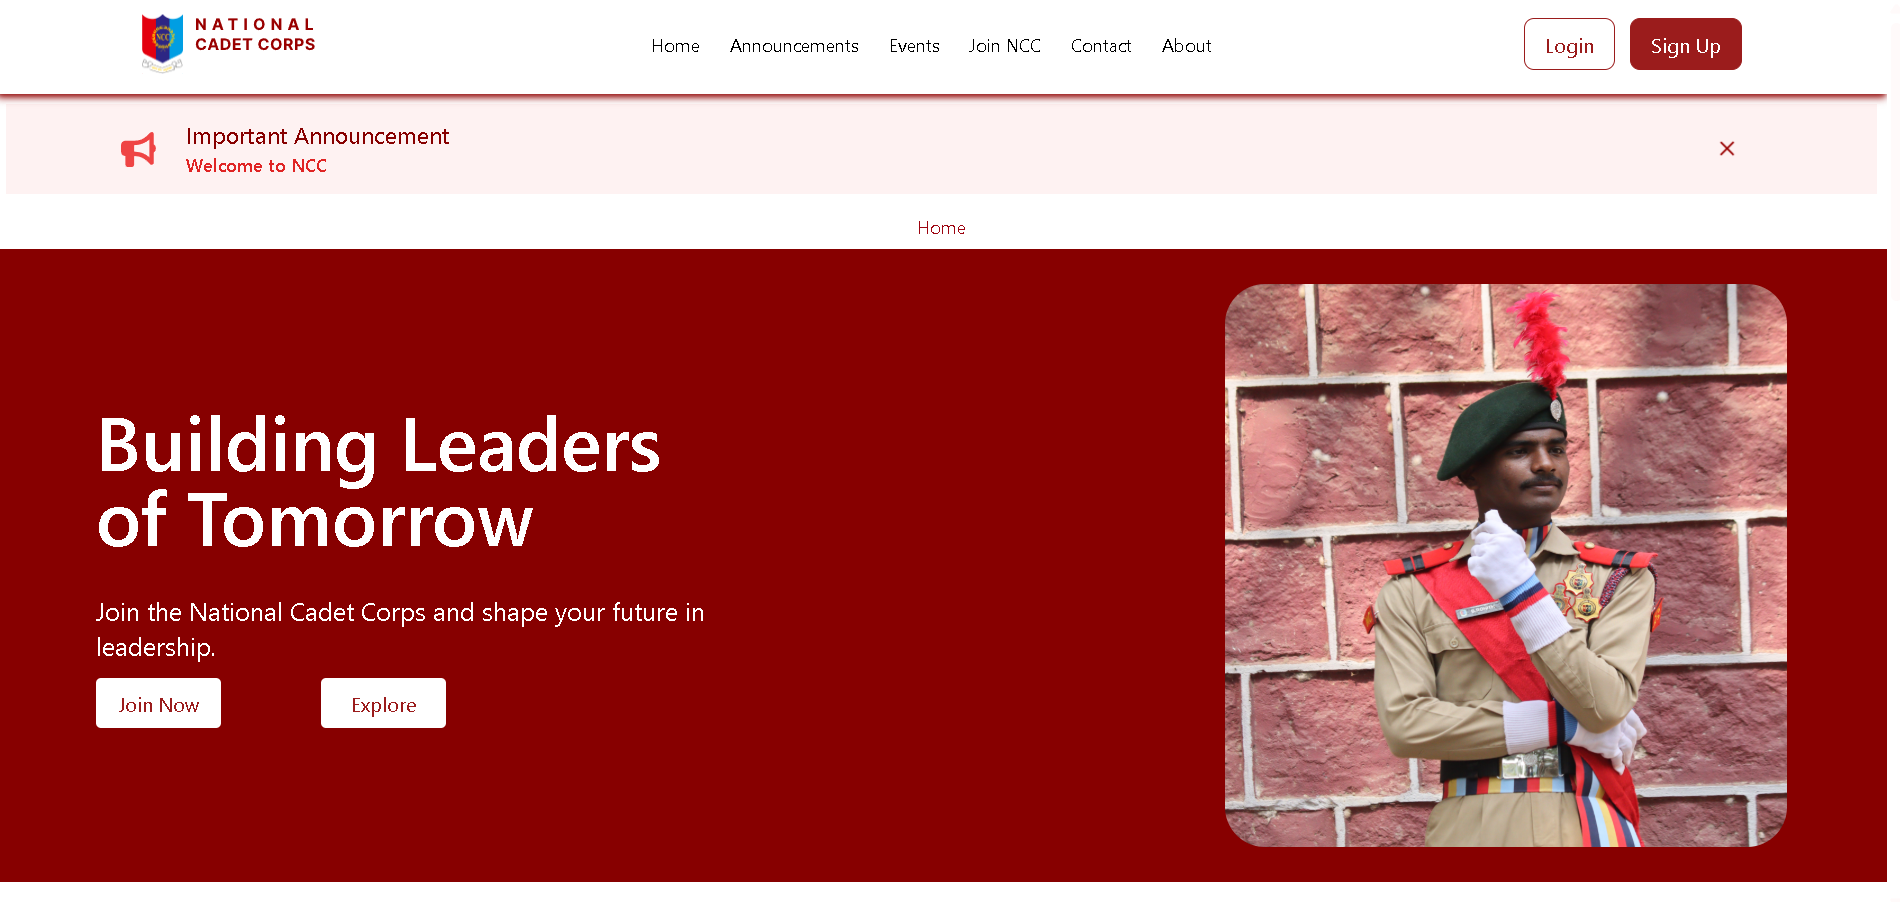 NATIONAL
CADET CORPS
NCC
Home
Announcements
Events
Join NCC
Contact
About
Login
Sign Up
Important Announcement
Welcome to NCC
Home
Building Leaders
of Tomorrow
Join the National Cadet Corps and shape your future in
leadership.
Join Now
Explore